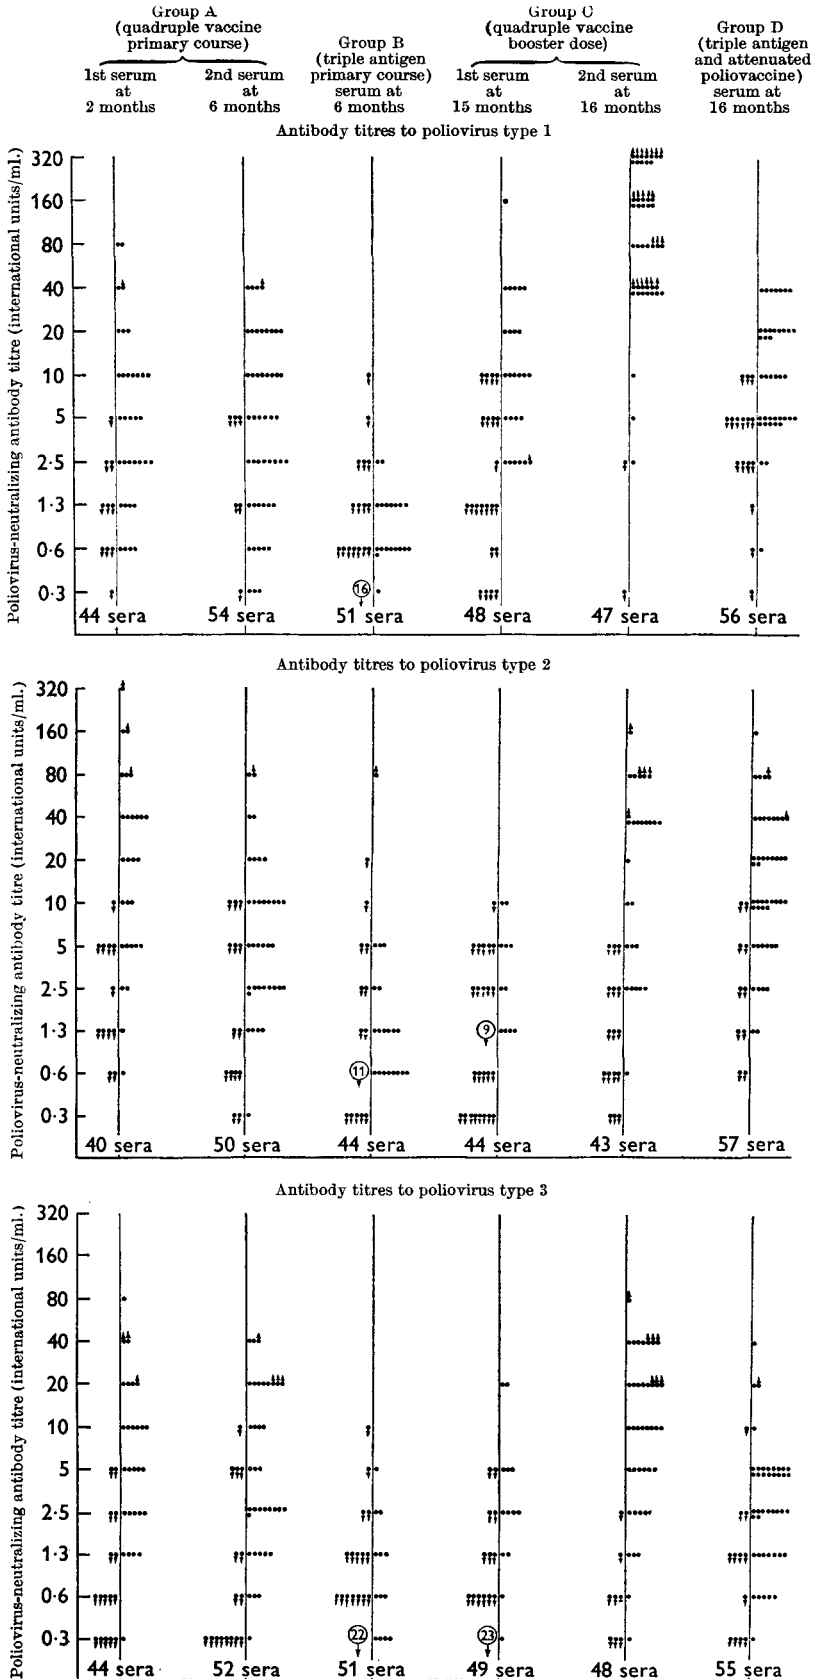 Group A
(quadruple vaccine
primary course)
1st serum
at
2 months
2nd serum
at
6 months
Group B
(triple antigen
primary course)
serum at
6 months
Group C
(quadruple vaccine
booster dose)
1st serum
15 months
2nd serum
at
16 months
Group D
(triple antigen
and attenuated
poliovaccine)
serum at
16 months
Antibody titres to poliovirus type 1
Poliovirus-neutralizing antibody titre (international units/ml.)
320
160
80
40
20
10
5
2·5
1·3
0·6
0·3
16
44 sera
54 sera
51 sera
48 sera
47 sera
56 sera
Antibody titres to poliovirus type 2
Poliovirus-neutralizing antibody titre (international units/ml.)
320
160
80
40
20
10
5
2·5
1·3
9
0·6
11
0·3
40 sera
50 sera
44 sera
44 sera
43 sera
57 sera
Antibody titres to poliovirus type 3
Poliovirus-neutralizing antibody titre (international units/ml.)
320
160
80
40
20
10
5
2·5
1·3
0·6
0·3
22
23
44 sera
52 sera
51 sera
49 sera
48 sera
55 sera